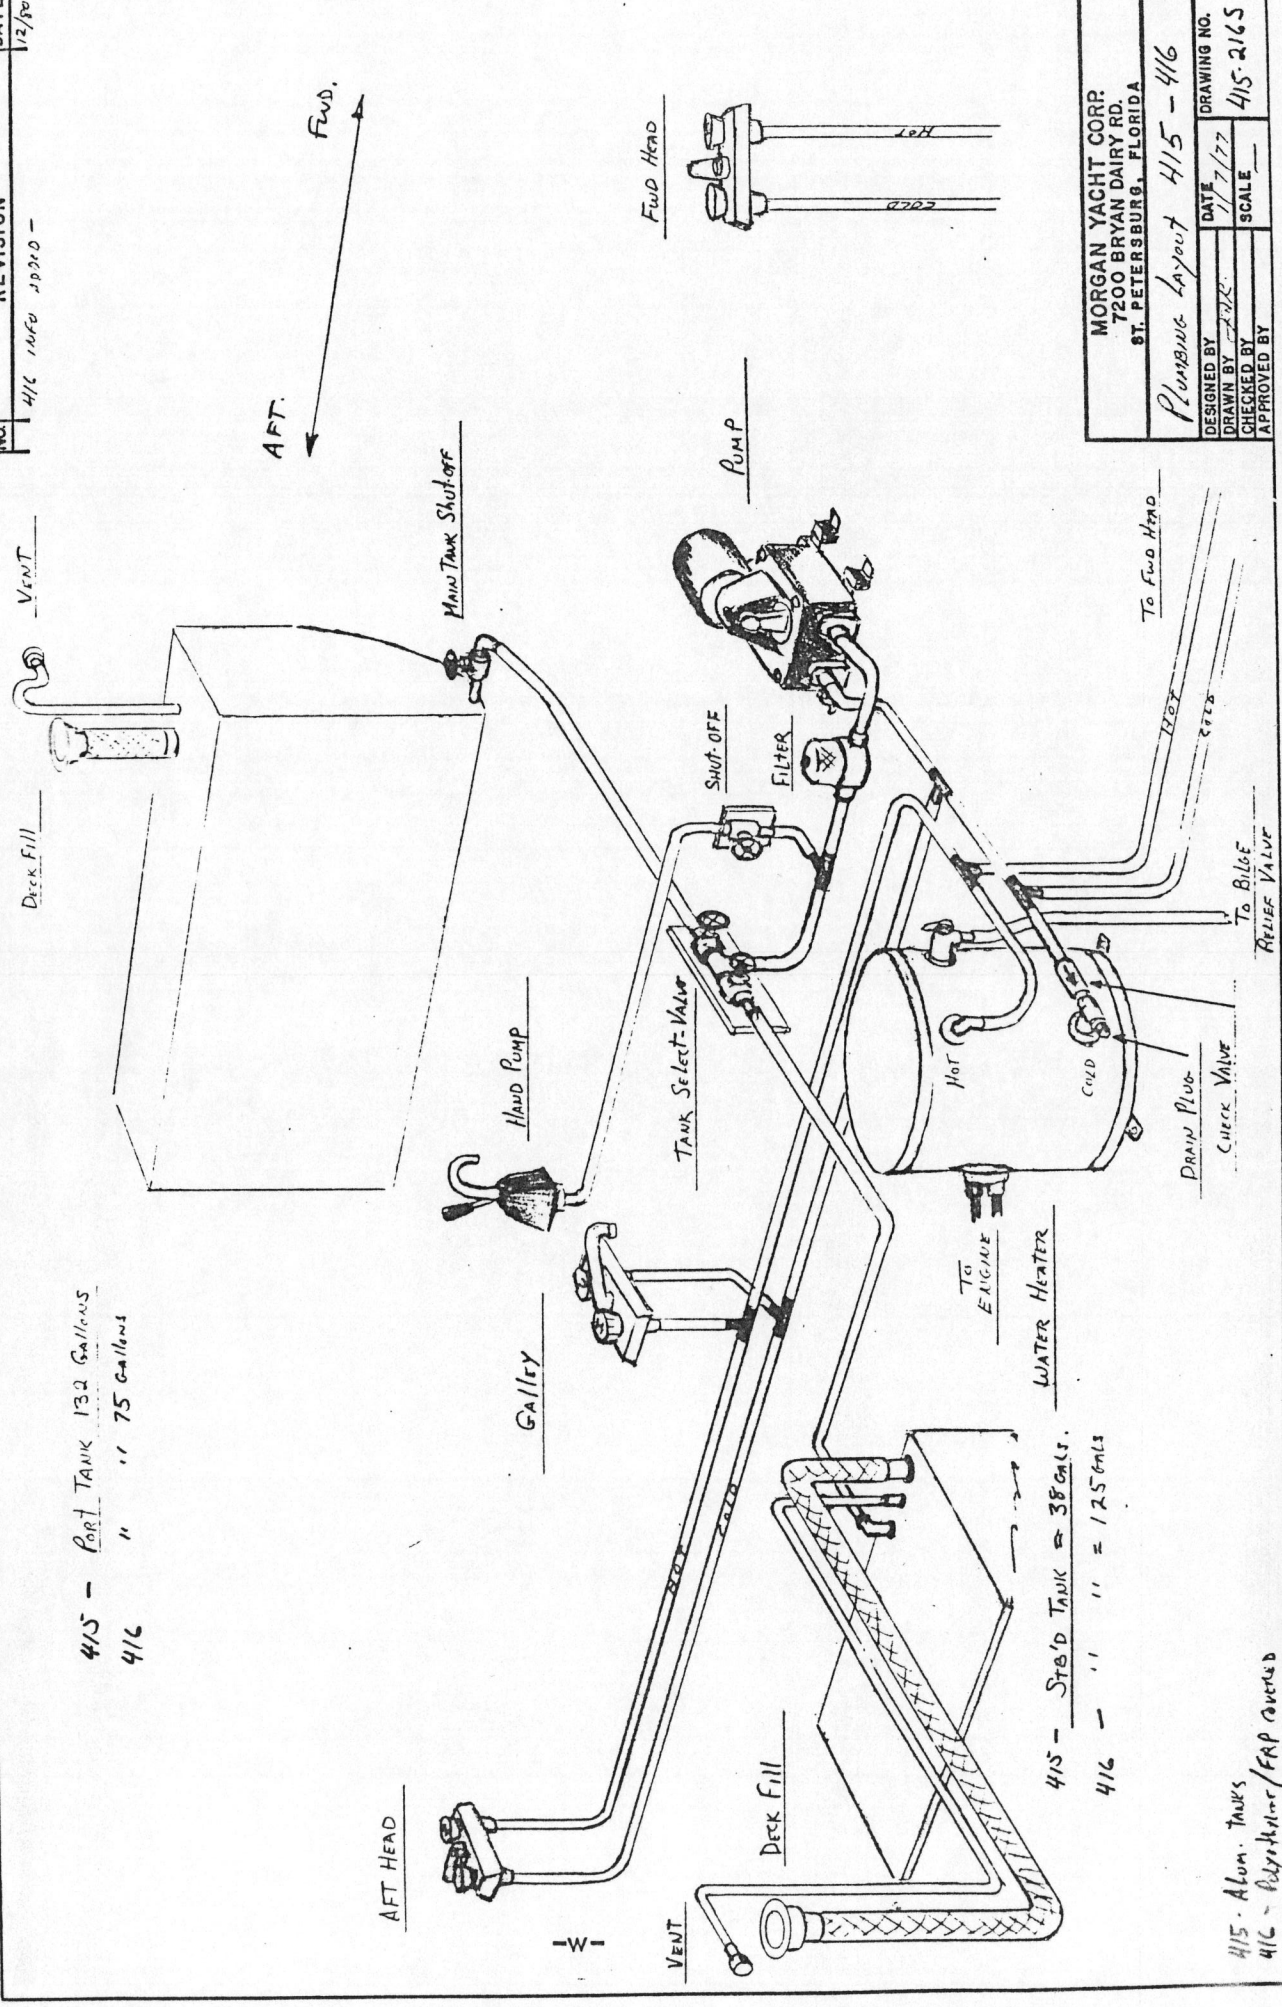 NO. REVISION DATE
416 INFO ADDED - 12/80
DECK FILL
VENT
AFT.
FWD.
MAIN TANK SHUT-OFF
415 - PORT TANK 132 GALLONS
416 " " 75 GALLONS
HAND PUMP
GALLEY
TANK SELECT-VALVE
SHUT-OFF
FILTER
PUMP
FWD HEAD
COLD
HOT
AFT HEAD
HOT
COLD
-W-
VENT
DECK FILL
HOT
COLD
TO ENGINE
WATER HEATER
DRAIN PLUG
CHECK VALVE
TO BILGE
RELIEF VALVE
HOT
COLD
TO FWD HEAD
415 - STB'D TANK = 38 GALS.
416 - " " = 125 GALS
415 - ALUM. TANKS
416 - /FRP COVERED
MORGAN YACHT CORP.
7200 BRYAN DAIRY RD.
ST. PETERSBURG, FLORIDA
PLUMBING LAYOUT 415 - 416
DESIGNED BY
DRAWN BY
CHECKED BY
APPROVED BY
DATE 11/7/77
SCALE —
DRAWING NO.
415-2165